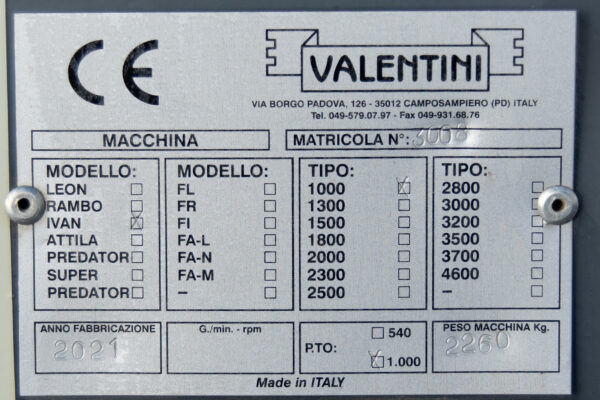 CE
VALENTINI
VIA BORGO PADOVA, 126 - 35012 CAMPOSAMPIERO (PD) ITALY
Tel. 049-579.07.97 - Fax 049-931.68.76
MACCHINA
MATRICOLA N°: 3068
MODELLO:
LEON
RAMBO
IVAN
ATTILA
PREDATOR
SUPER
PREDATOR
MODELLO:
FL
FR
FI
FA-L
FA-N
FA-M
–
TIPO:
1000
1300
1500
1800
2000
2300
2500
TIPO:
2800
3000
3200
3500
3700
4600
–
ANNO FABBRICAZIONE
2021
G./min. - rpm
P.TO:
540
1.000
PESO MACCHINA Kg.
2260
Made in ITALY